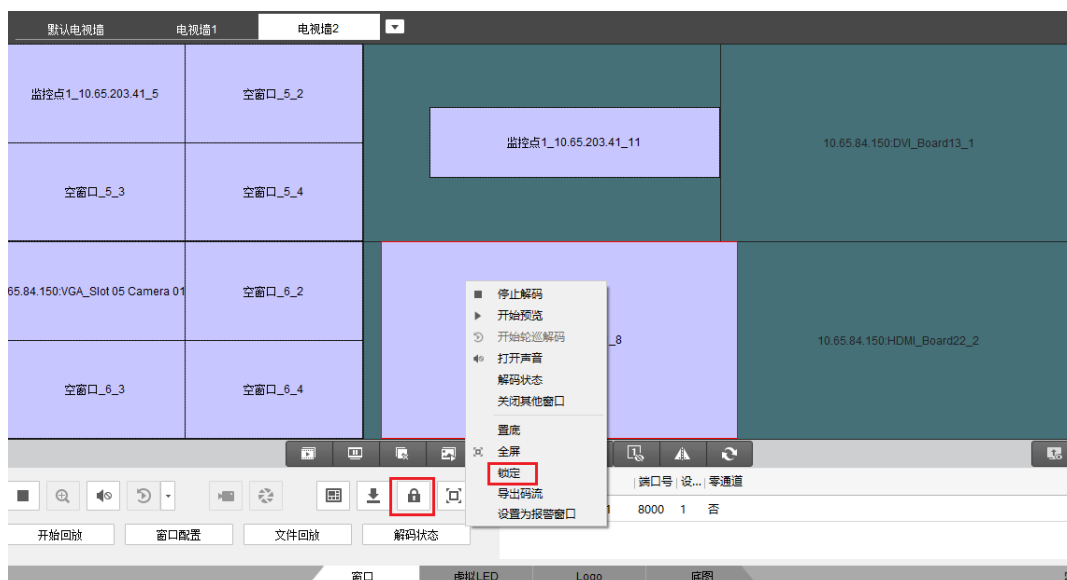 默认电视墙
电视墙1
电视墙2
监控点1_10.65.203.41_5
空窗口_5_2
监控点1_10.65.203.41_11
10.65.84.150:DVI_Board13_1
空窗口_5_3
空窗口_5_4
65.84.150:VGA_Slot 05 Camera 01
空窗口_6_2
_8
10.65.84.150:HDMI_Board22_2
空窗口_6_3
空窗口_6_4
停止解码
开始预览
开始轮巡解码
打开声音
解码状态
关闭其他窗口
置底
全屏
锁定
导出码流
设置为报警窗口
端口号 设... 零通道
1 8000 1 否
开始回放
窗口配置
文件回放
解码状态
窗口
虚拟LED
Logo
底图